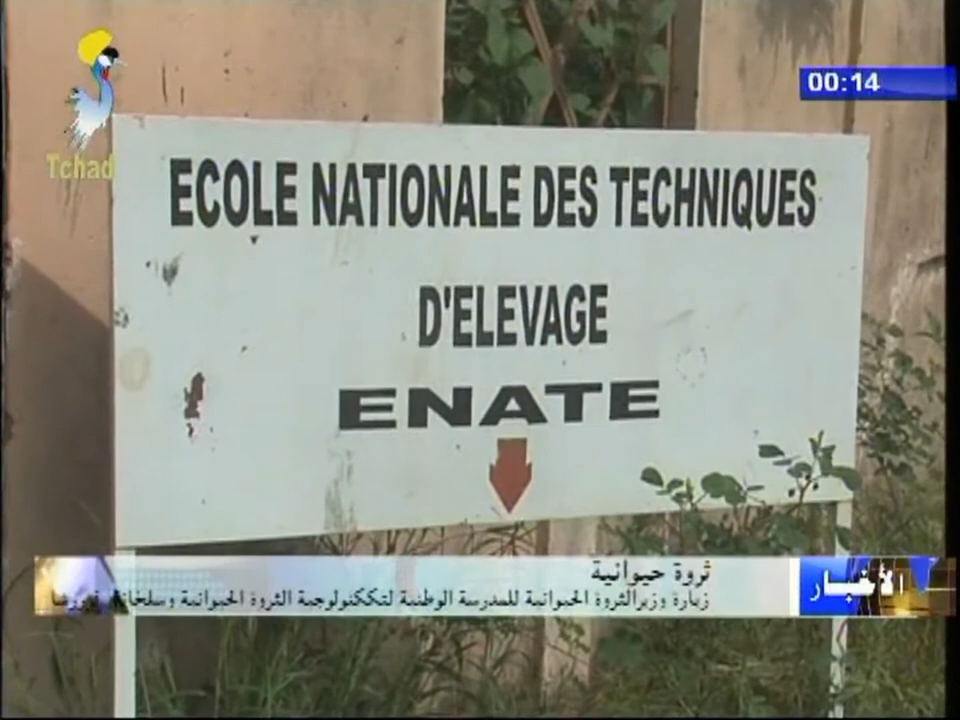 Tchad
00:14
ECOLE NATIONALE DES TECHNIQUES
D'ELEVAGE
ENATE
ثروة حيوانية
زيارة وزير الثروة الحيوانية للمدرسة الوطنية لتككنولوجية الثروة الحيوانية
الأخبار